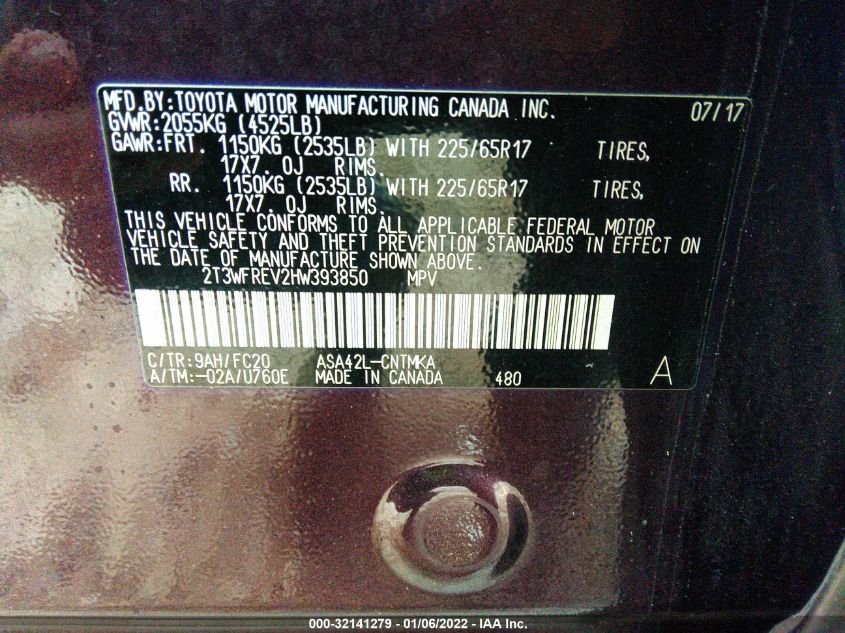 MFD.BY:TOYOTA MOTOR MANUFACTURING CANADA INC. 07/17
GVWR:2055KG (4525LB)
GAWR:FRT. 1150KG (2535LB) WITH 225/65R17 TIRES,
17X7.0J RIMS.
RR. 1150KG (2535LB) WITH 225/65R17 TIRES,
17X7.0J RIMS.
THIS VEHICLE CONFORMS TO ALL APPLICABLE FEDERAL MOTOR
VEHICLE SAFETY AND THEFT PREVENTION STANDARDS IN EFFECT ON
THE DATE OF MANUFACTURE SHOWN ABOVE.
2T3WFREV2HW393850 MPV
C/TR:9AH/FC20 ASA42L-CNTMKA
A/TM:-02A/U760E MADE IN CANADA 480 A
000-32141279 - 01/06/2022 - IAA Inc.